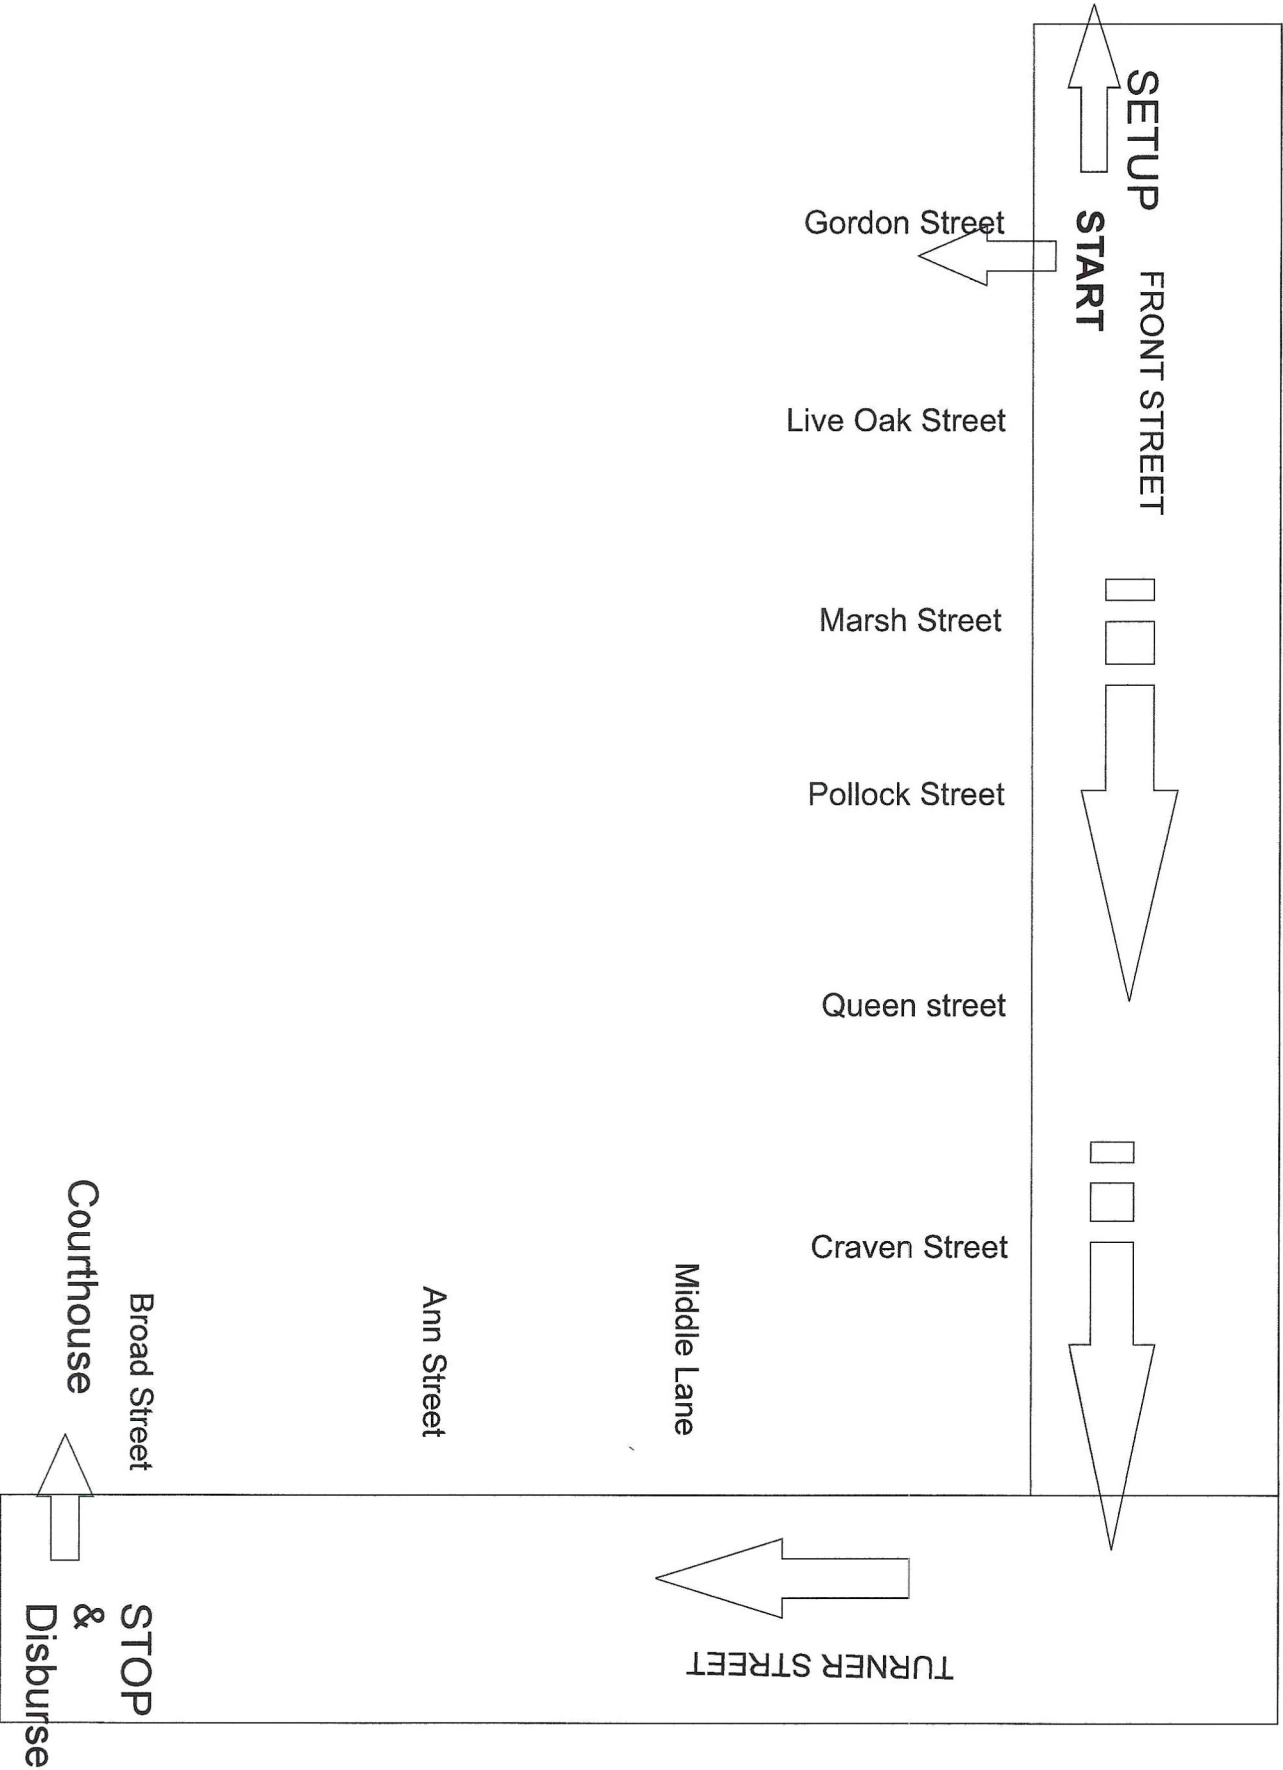 SETUP
START
FRONT STREET
Gordon Street
Live Oak Street
Marsh Street
Pollock Street
Queen street
Craven Street
Middle Lane
Ann Street
Broad Street
Courthouse
TURNER STREET
STOP
&
Disburse